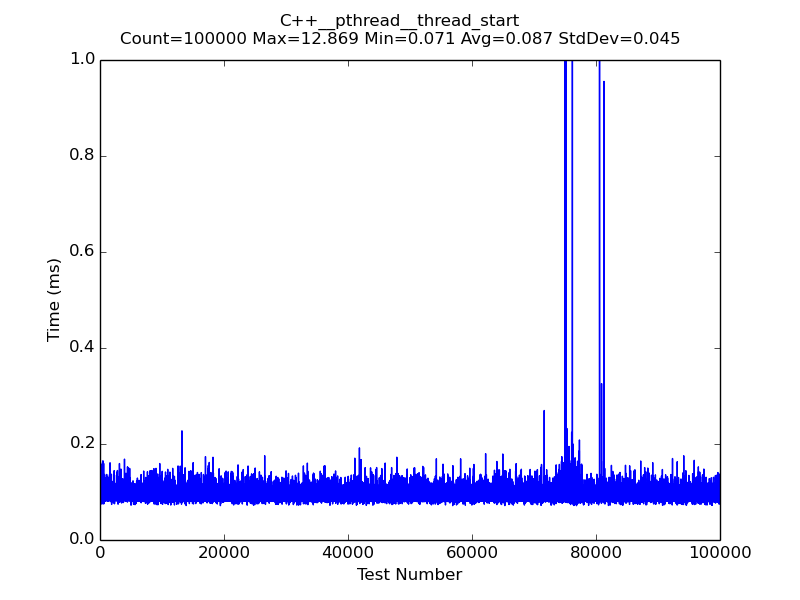 C++__pthread__thread_start
Count=100000 Max=12.869 Min=0.071 Avg=0.087 StdDev=0.045
1.0
0.8
0.6
0.4
0.2
0.0
Time (ms)
0 20000 40000 60000 80000 100000
Test Number